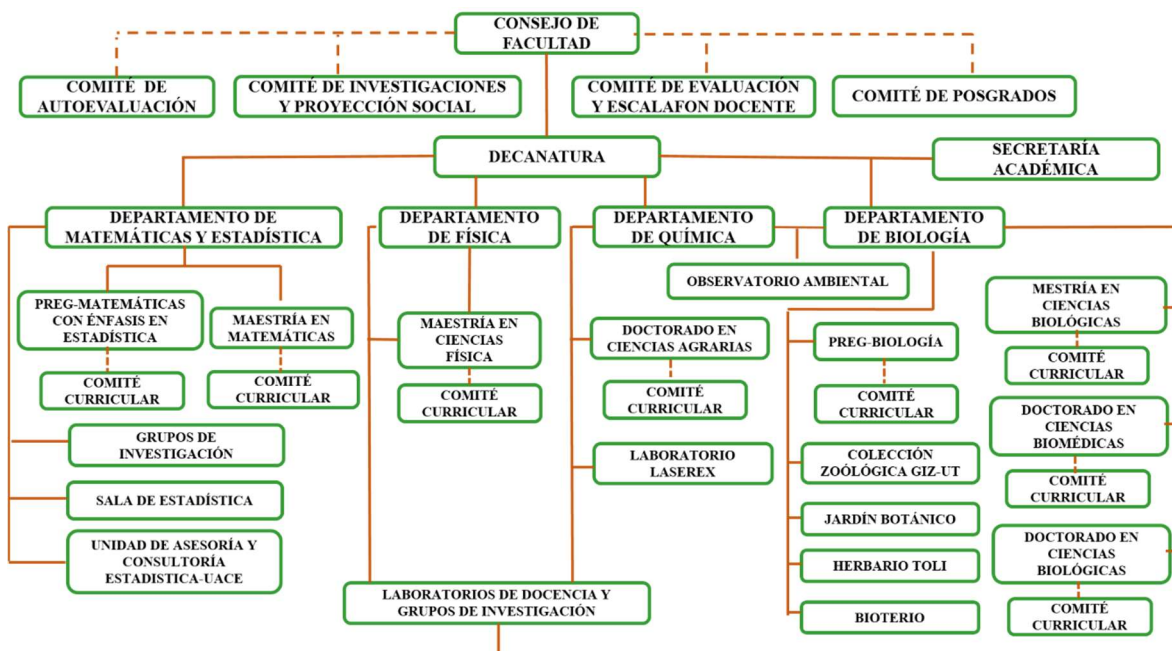 CONSEJO DE
FACULTAD
COMITÉ DE
AUTOEVALUACIÓN
COMITÉ DE INVESTIGACIONES
Y PROYECCIÓN SOCIAL
COMITÉ DE EVALUACIÓN
Y ESCALAFON DOCENTE
COMITÉ DE POSGRADOS
DECANATURA
SECRETARÍA
ACADÉMICA
DEPARTAMENTO DE
MATEMÁTICAS Y ESTADÍSTICA
DEPARTAMENTO
DE FÍSICA
DEPARTAMENTO
DE QUÍMICA
DEPARTAMENTO
DE BIOLOGÍA
OBSERVATORIO AMBIENTAL
PREG-MATEMÁTICAS
CON ÉNFASIS EN
ESTADÍSTICA
COMITÉ
CURRICULAR
MAESTRÍA EN
MATEMÁTICAS
COMITÉ
CURRICULAR
GRUPOS DE
INVESTIGACIÓN
SALA DE ESTADÍSTICA
UNIDAD DE ASESORÍA Y
CONSULTORÍA
ESTADISTICA-UACE
MAESTRÍA EN
CIENCIAS
FÍSICA
COMITÉ
CURRICULAR
DOCTORADO EN
CIENCIAS AGRARIAS
COMITÉ
CURRICULAR
LABORATORIO
LASEREX
LABORATORIOS DE DOCENCIA Y
GRUPOS DE INVESTIGACIÓN
PREG-BIOLOGÍA
COMITÉ
CURRICULAR
COLECCIÓN
ZOÓLÓGICA GIZ-UT
JARDÍN BOTÁNICO
HERBARIO TOLI
BIOTERIO
MESTRÍA EN
CIENCIAS
BIOLÓGICAS
COMITÉ
CURRICULAR
DOCTORADO EN
CIENCIAS
BIOMÉDICAS
COMITÉ
CURRICULAR
DOCTORADO EN
CIENCIAS
BIOLÓGICAS
COMITÉ
CURRICULAR